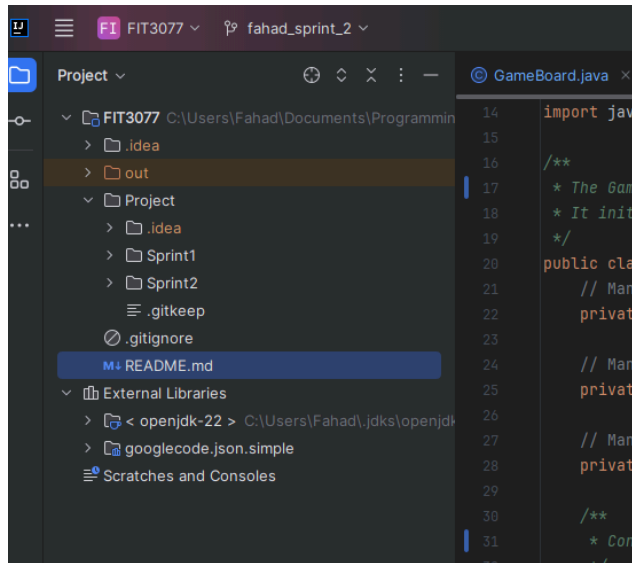 IJ FI FIT3077 fahad_sprint_2
Project
FIT3077 C:\Users\Fahad\Documents\Programmin
.idea
out
Project
.idea
Sprint1
Sprint2
.gitkeep
.gitignore
M↓ README.md
External Libraries
< openjdk-22 > C:\Users\Fahad\.jdks\openjdk
googlecode.json.simple
Scratches and Consoles
© GameBoard.java ×
14 import jav
15
16 /**
17 * The Gam
18 * It init
19 */
20 public cla
21 // Man
22 privat
23
24 // Man
25 privat
26
27 // Man
28 privat
29
30 /**
31 * Con